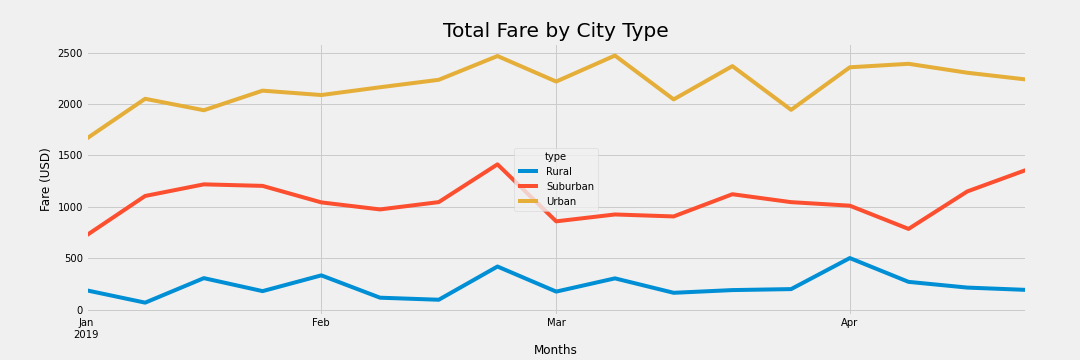 Total Fare by City Type
Fare (USD)
2500
2000
1500
1000
500
0
type
Rural
Suburban
Urban
Jan
2019
Feb
Mar
Apr
Months